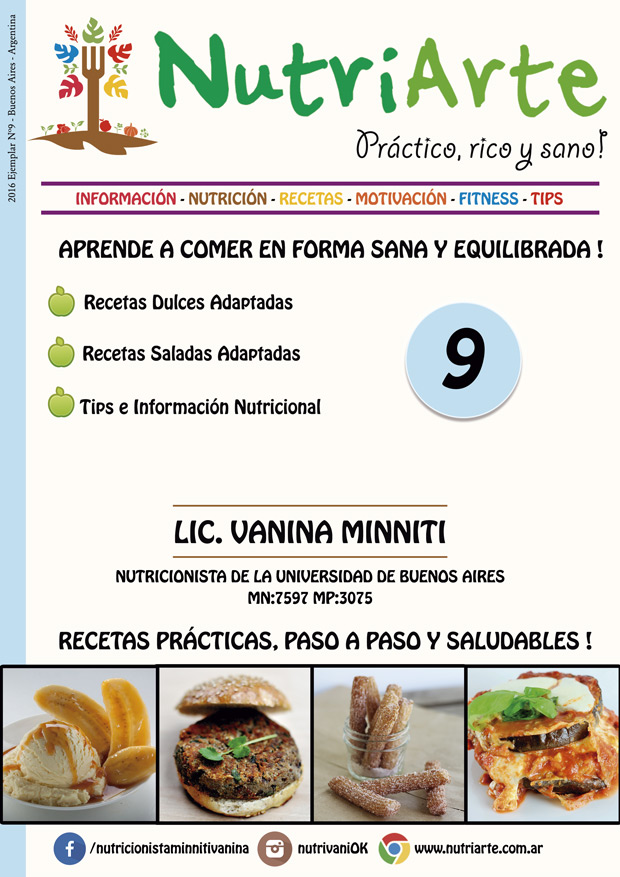 2016 Ejemplar Nº9 - Buenos Aires - Argentina
NutriArte
Práctico, rico y sano!
INFORMACIÓN - NUTRICIÓN - RECETAS - MOTIVACIÓN - FITNESS - TIPS
APRENDE A COMER EN FORMA SANA Y EQUILIBRADA !
Recetas Dulces Adaptadas
Recetas Saladas Adaptadas
Tips e Información Nutricional
9
LIC. VANINA MINNITI
NUTRICIONISTA DE LA UNIVERSIDAD DE BUENOS AIRES
MN:7597 MP:3075
RECETAS PRÁCTICAS, PASO A PASO Y SALUDABLES !
/nutricionistaminnitivanina nutrivaniOK www.nutriarte.com.ar